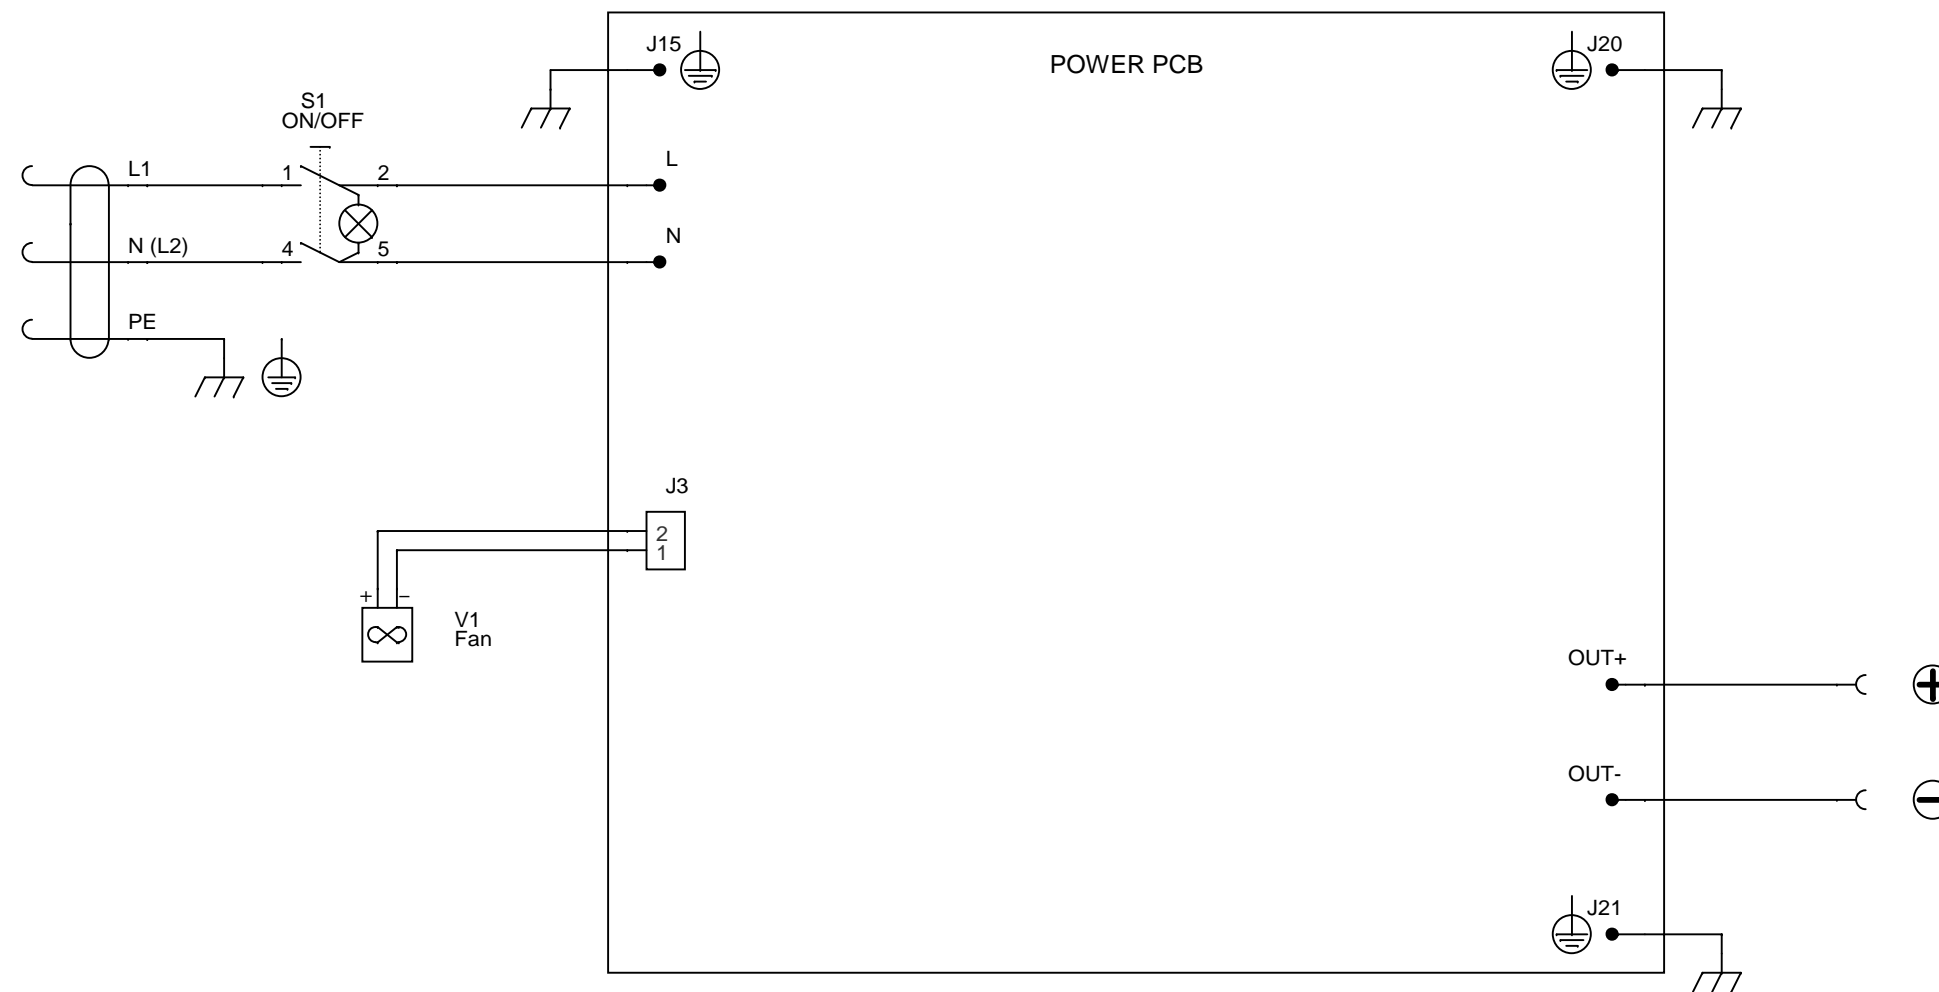 J15
POWER PCB
J20
S1
ON/OFF
L1
1
2
L
N (L2)
4
5
N
PE
J3
2
1
+
−
V1
Fan
OUT+
+
OUT-
−
J21